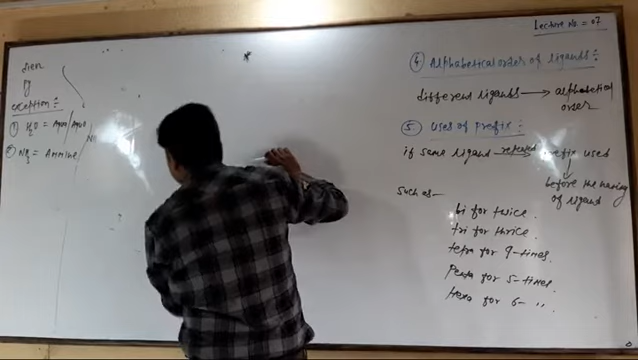 Lecture No = 07
exception :-
① H2O = Aqua/Aquo
② NH3 = Ammine
④ Alphabetical order of ligands :-
different ligands → alphabetical
order
⑤ Uses of prefix :-
if same ligand repeated → prefix used
before the naming
of ligand
Such as —
bi for twice.
tri for thrice.
tetra for 4-times.
Penta for 5-times.
Hexa for 6- ,, .